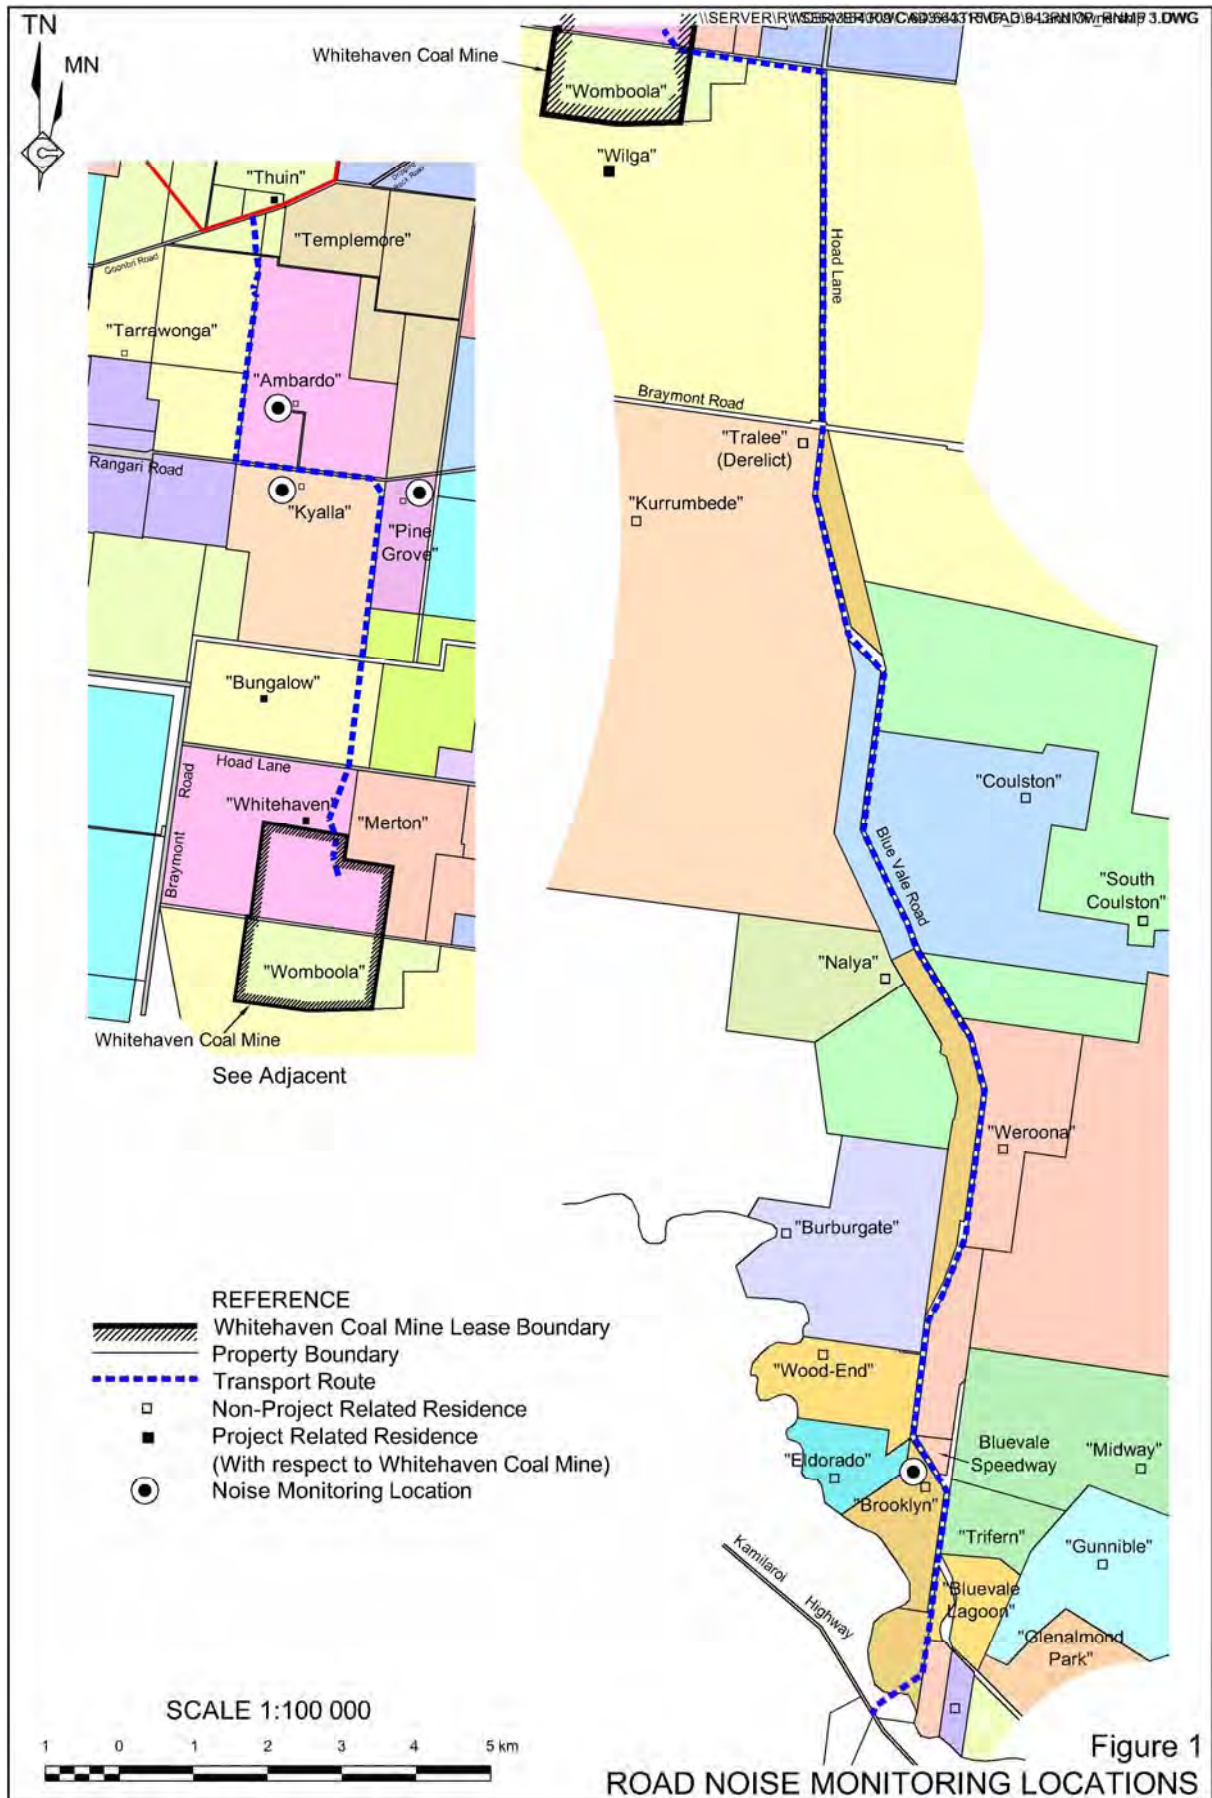 TN
MN
Whitehaven Coal Mine
"Womboola"
"Wilga"
Hoad Lane
"Thuin"
"Templemore"
Goonbri Road
"Tarrawonga"
"Ambardo"
Rangari Road
"Kyalla"
"Pine
Grove"
"Bungalow"
Hoad Lane
"Whitehaven"
"Merton"
Braymont Road
"Womboola"
Whitehaven Coal Mine
See Adjacent
Braymont Road
"Tralee"
(Derelict)
"Kurrumbede"
"Coulston"
Blue Vale Road
"South
Coulston"
"Nalya"
"Weroona"
"Burburgate"
"Wood-End"
"Eldorado"
Bluevale
Speedway
"Midway"
"Brooklyn"
"Trifern"
"Gunnible"
"Bluevale
Lagoon"
"Glenalmond
Park"
Kamilaroi
Highway
REFERENCE
Whitehaven Coal Mine Lease Boundary
Property Boundary
Transport Route
Non-Project Related Residence
Project Related Residence
(With respect to Whitehaven Coal Mine)
Noise Monitoring Location
SCALE 1:100 000
1 0 1 2 3 4 5 km
Figure 1
ROAD NOISE MONITORING LOCATIONS